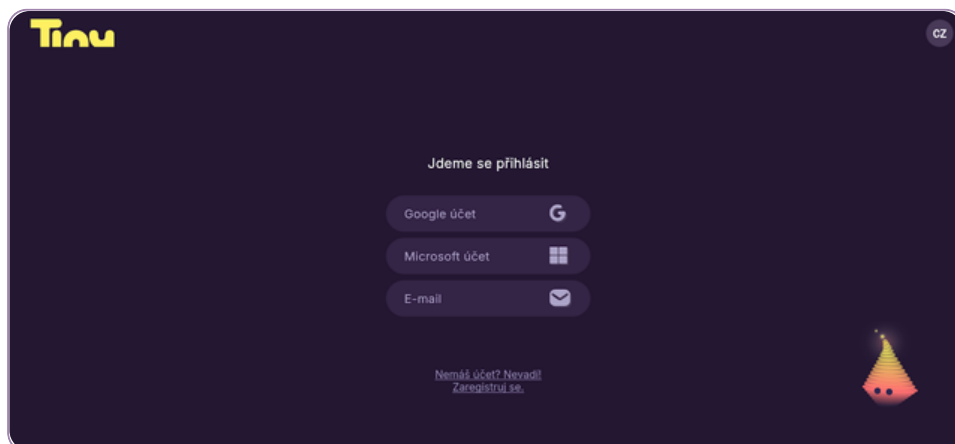 Tinu
CZ
Jdeme se přihlásit
Google účet
Microsoft účet
E-mail
Nemáš účet? Nevadí!
Zaregistruj se.